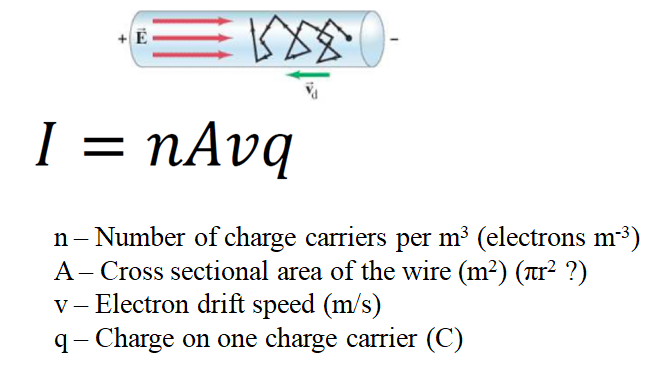 + E⃗ -
v⃗d
I = nAvq
n – Number of charge carriers per m³ (electrons m⁻³)
A – Cross sectional area of the wire (m²) (πr² ?)
v – Electron drift speed (m/s)
q – Charge on one charge carrier (C)